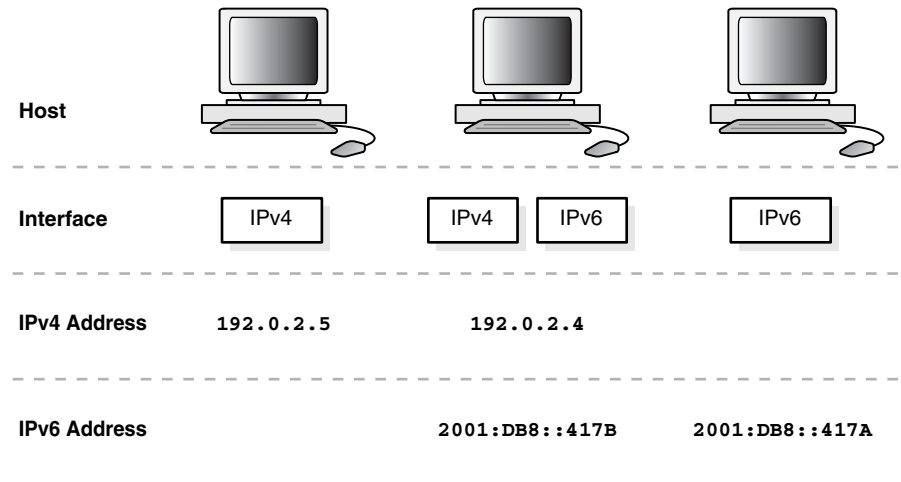 Host
Interface IPv4 IPv4 IPv6 IPv6
IPv4 Address 192.0.2.5 192.0.2.4
IPv6 Address 2001:DB8::417B 2001:DB8::417A